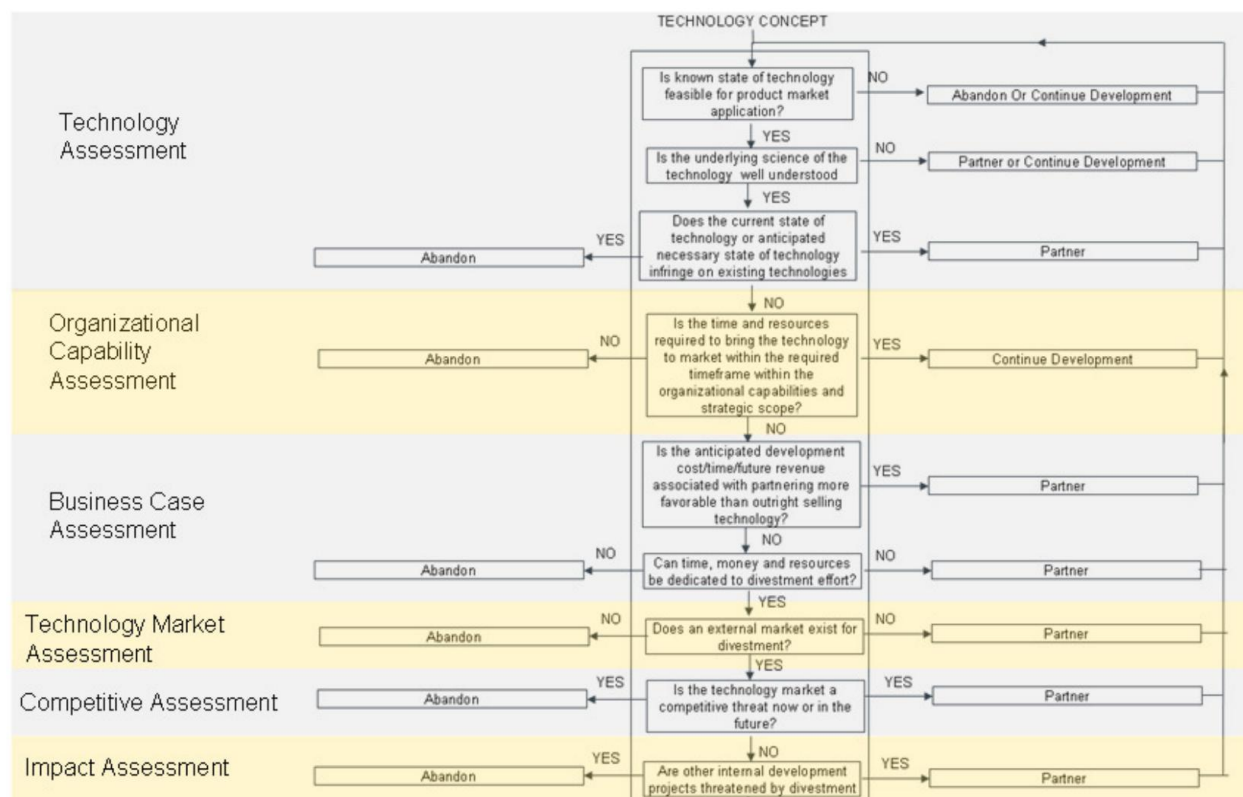 TECHNOLOGY CONCEPT
Technology
Assessment
Is known state of technology
feasible for product market
application?
NO
Abandon Or Continue Development
YES
Is the underlying science of the
technology well understood
NO
Partner or Continue Development
YES
Abandon
YES
Does the current state of
technology or anticipated
necessary state of technology
infringe on existing technologies
YES
Partner
NO
Organizational
Capability
Assessment
Abandon
NO
Is the time and resources
required to bring the technology
to market within the required
timeframe within the
organizational capabilities and
strategic scope?
YES
Continue Development
NO
Business Case
Assessment
Is the anticipated development
cost/time/future revenue
associated with partnering more
favorable than outright selling
technology?
YES
Partner
NO
Abandon
NO
Can time, money and resources
be dedicated to divestment effort?
NO
Partner
YES
Technology Market
Assessment
Abandon
NO
Does an external market exist for
divestment?
NO
Partner
YES
Competitive Assessment
Abandon
YES
Is the technology market a
competitive threat now or in the
future?
YES
Partner
NO
Impact Assessment
Abandon
YES
Are other internal development
projects threatened by divestment
YES
Partner